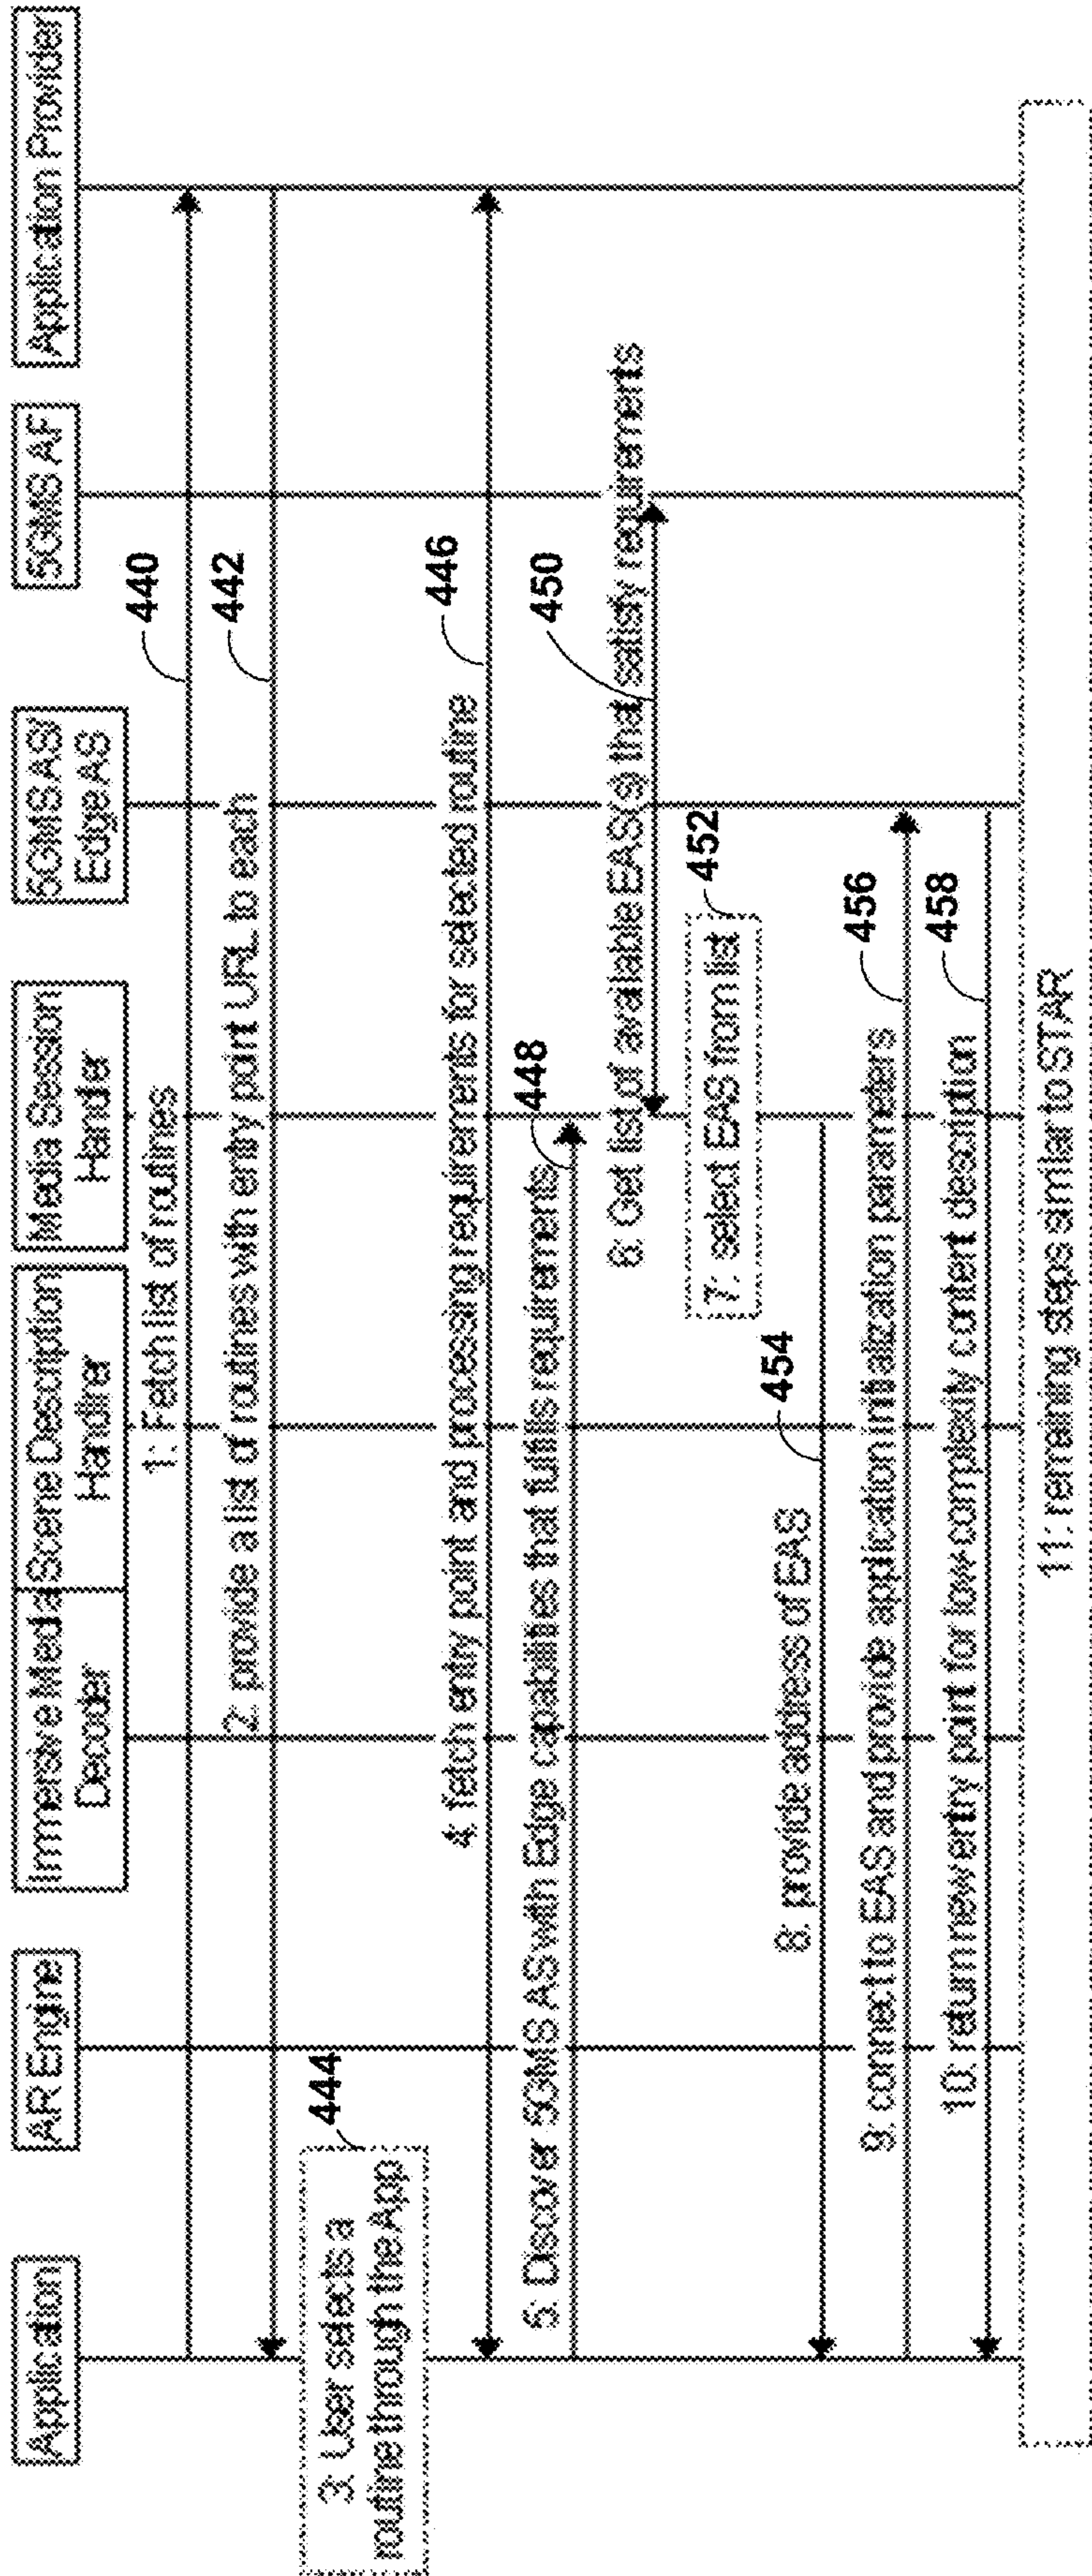 Application
AR Engine
Immersive Media
Decoder
Scene Description
Handlrer
Media Session
Hander
5GMS AS/
Edge AS
5GMS AF
Application Provider
1: Fetch list of routines
440
2: provide a list of routines with entry point URL to each
442
3: User selects a
routine through the App
444
4: fetch entry point and processing requirements for selected routine
446
5: Discover 5GMS AS with Edge capabilities that fulfils requirements
448
6: Get list of available EAS(s) that satisfy requirements
450
7: select EAS from list
452
8: provide address of EAS
454
9: connect to EAS and provide application initialization parameters
456
10: return new entry point for low-complexity content description
458
11: remaining steps similar to STAR